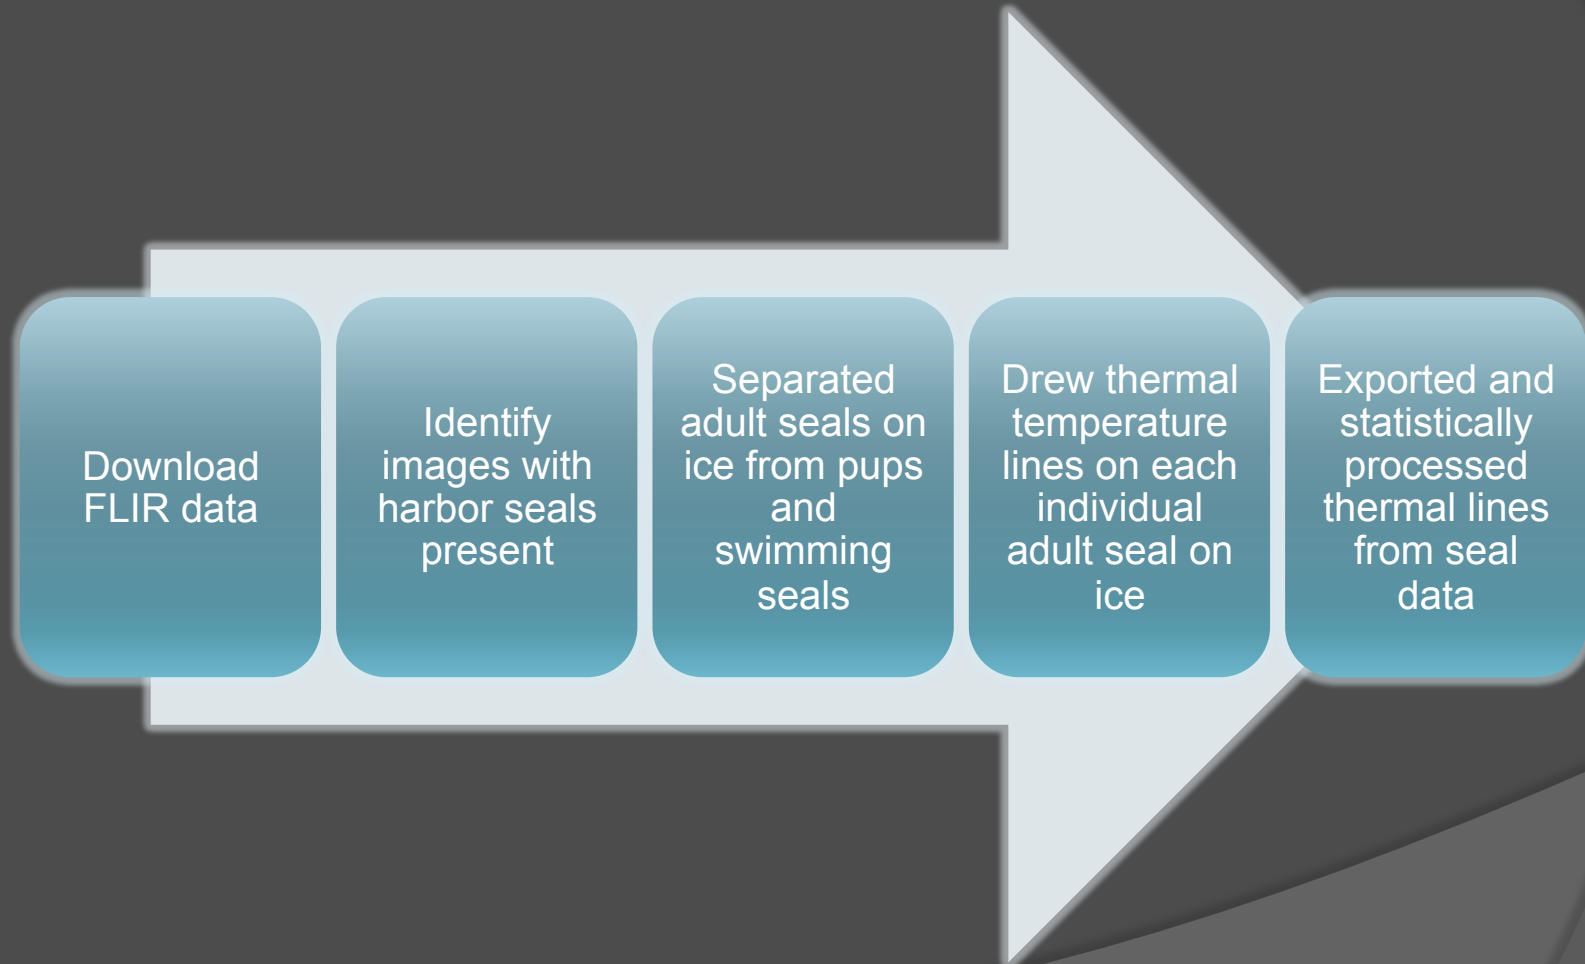 Download
FLIR data
Identify
images with
harbor seals
present
Separated
adult seals on
ice from pups
and
swimming
seals
Drew thermal
temperature
lines on each
individual
adult seal on
ice
Exported and
statistically
processed
thermal lines
from seal
data